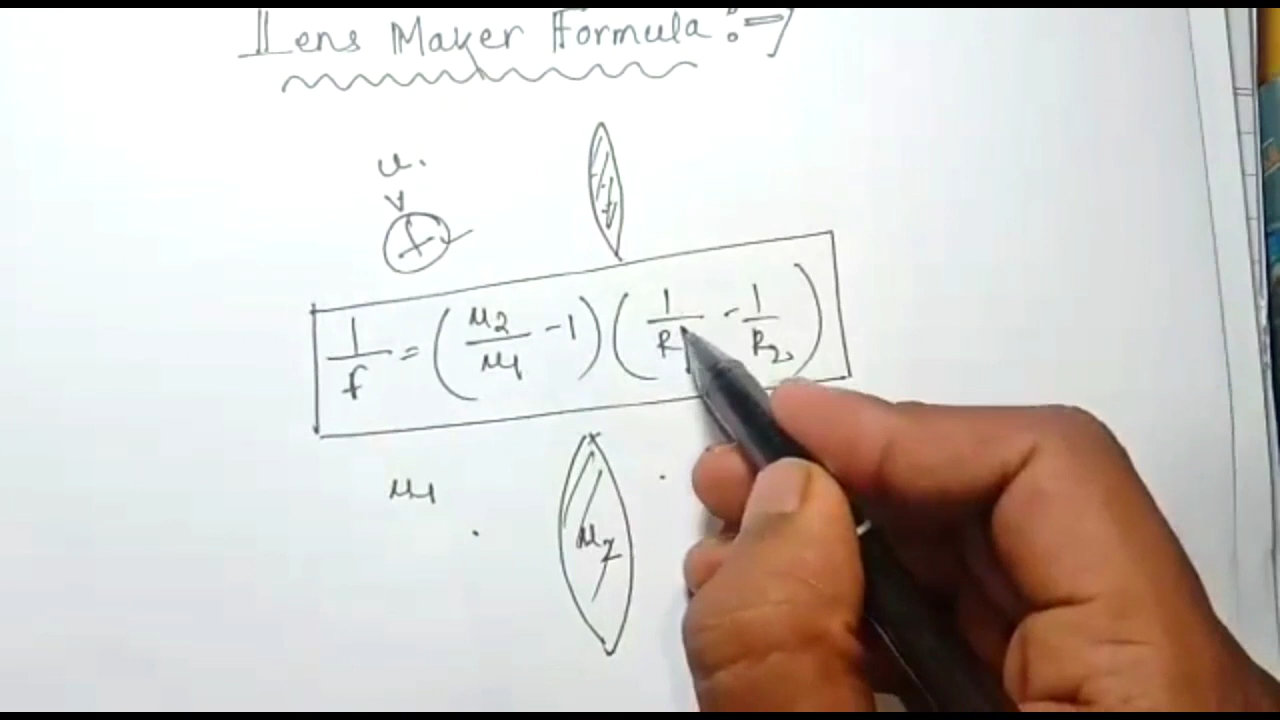 Lens Maker Formula :-
u.
v
f
1/f = (μ2/μ1 - 1) (1/R1 - 1/R2)
μ1
μ2